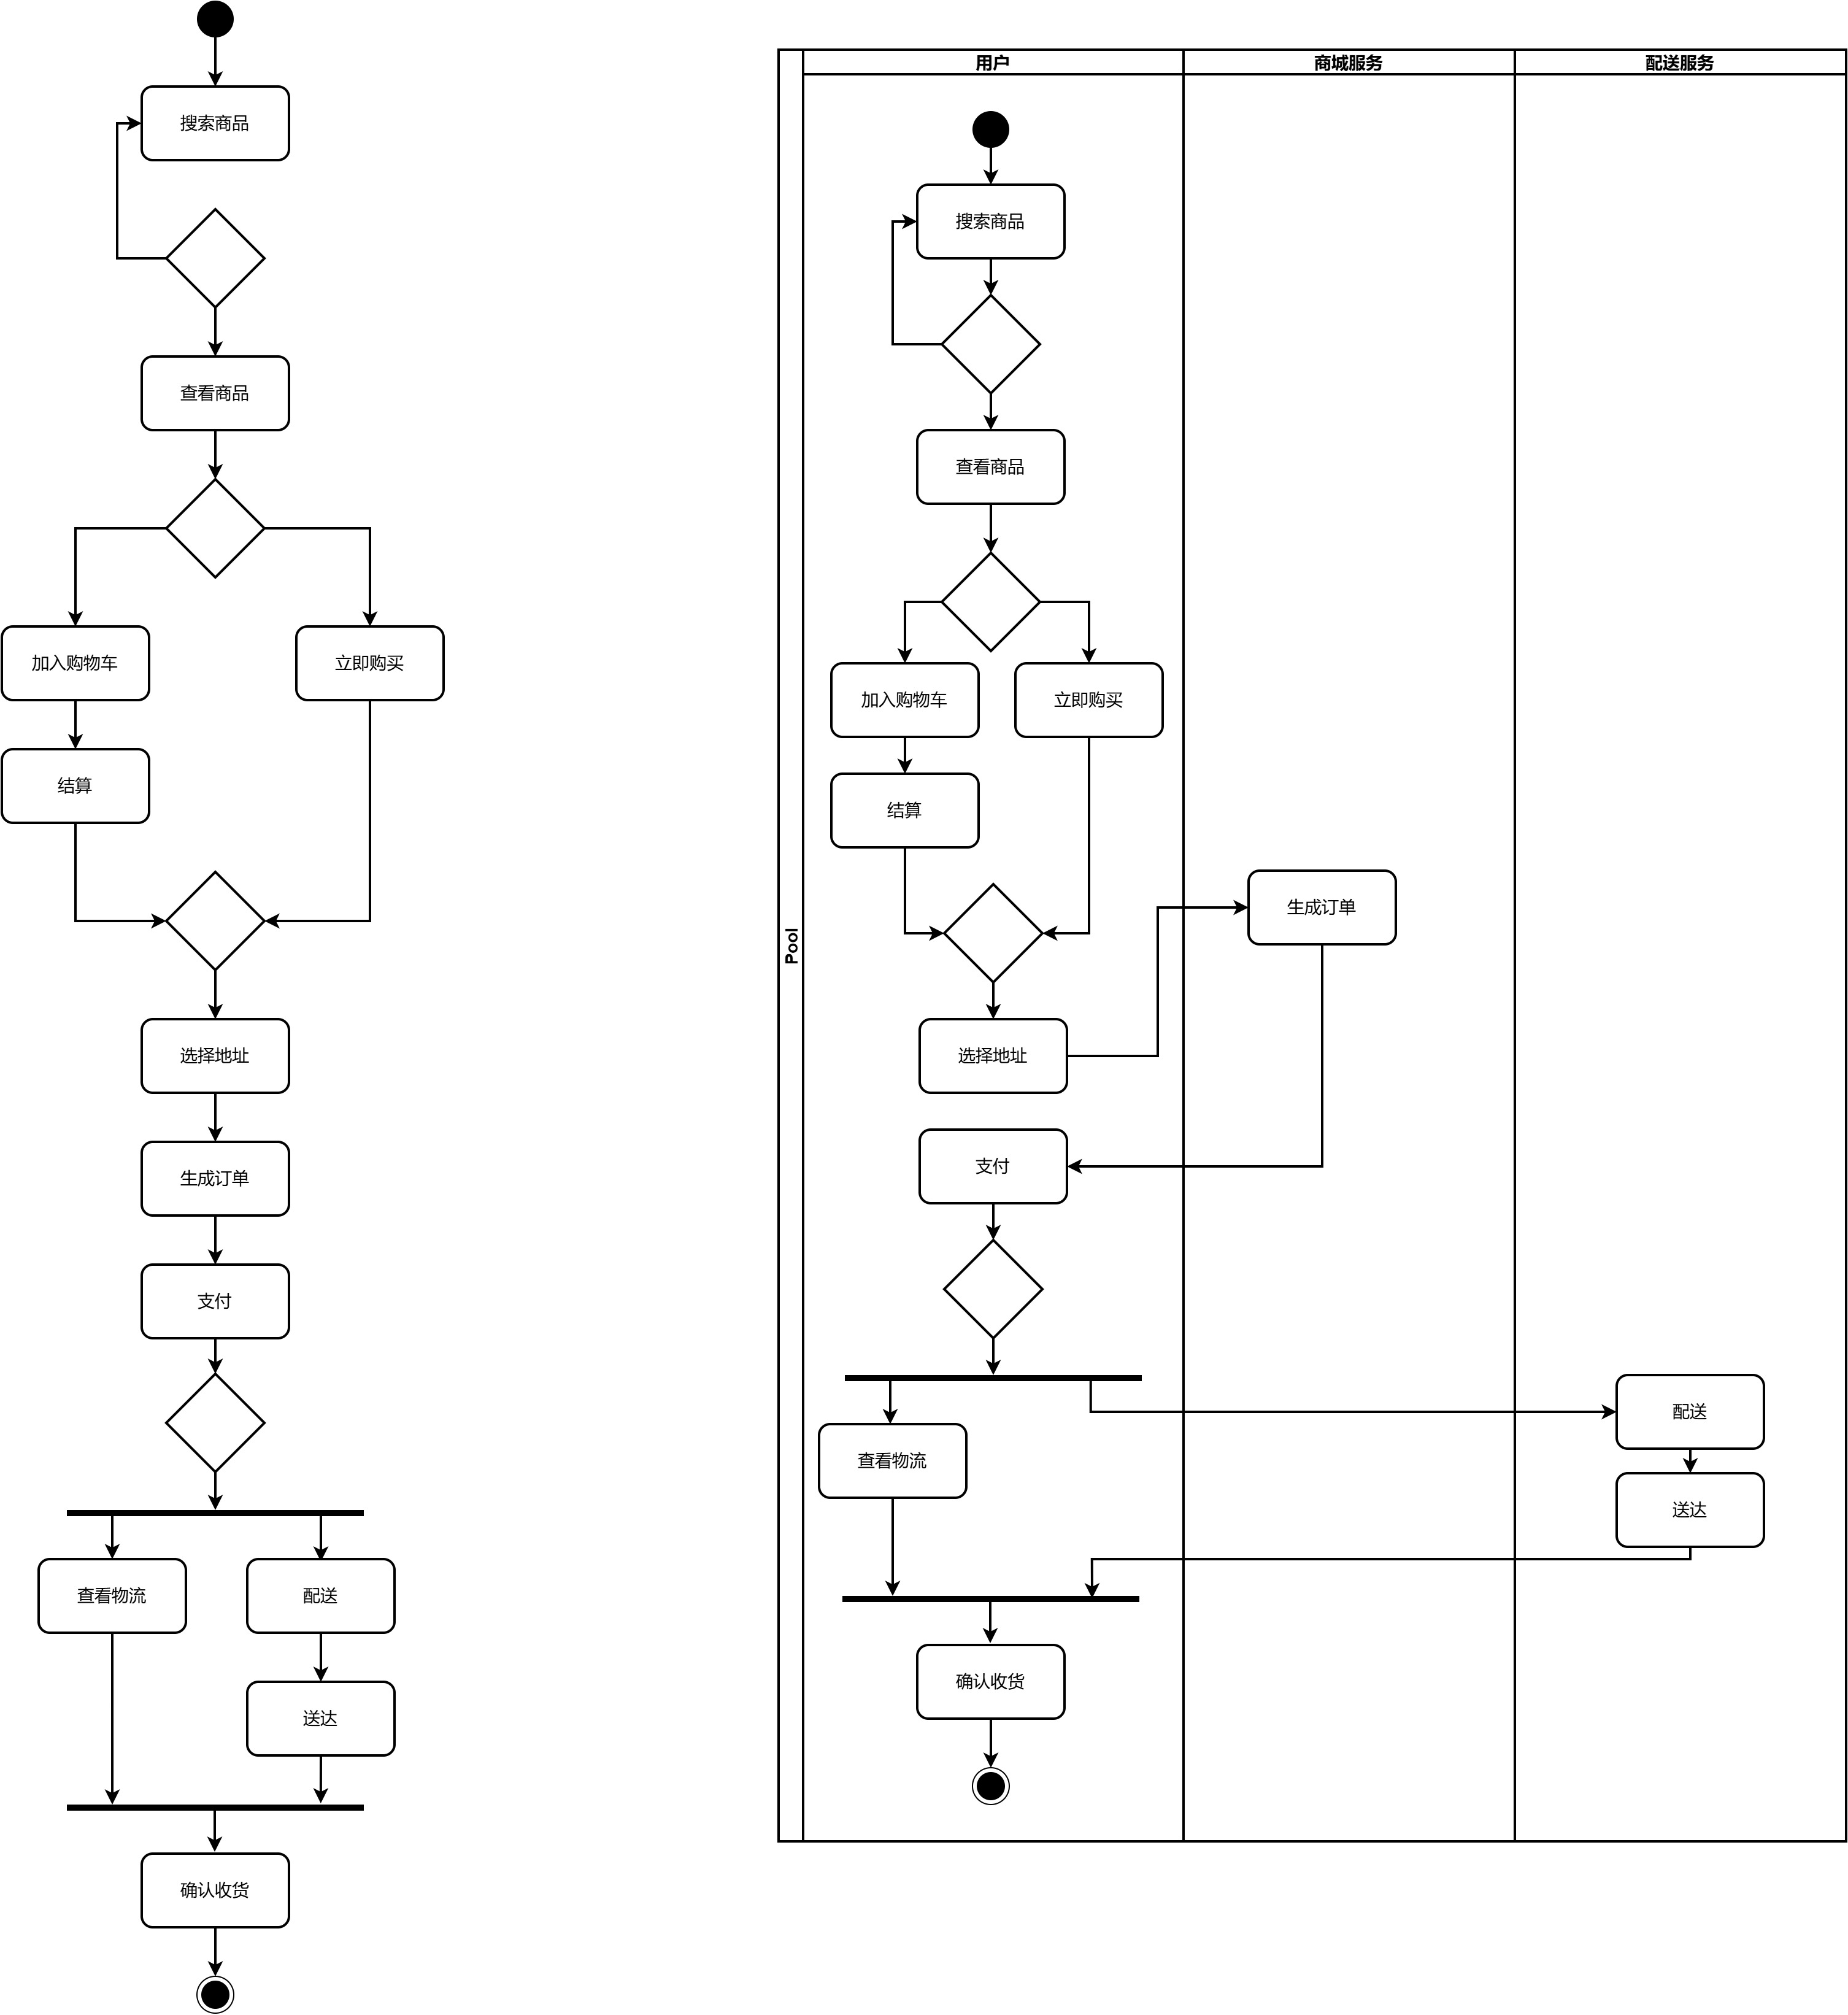 搜索商品
查看商品
加入购物车
立即购买
结算
选择地址
生成订单
支付
查看物流
配送
送达
确认收货
Pool
用户
商城服务
配送服务
搜索商品
查看商品
加入购物车
立即购买
结算
生成订单
选择地址
支付
配送
查看物流
送达
确认收货